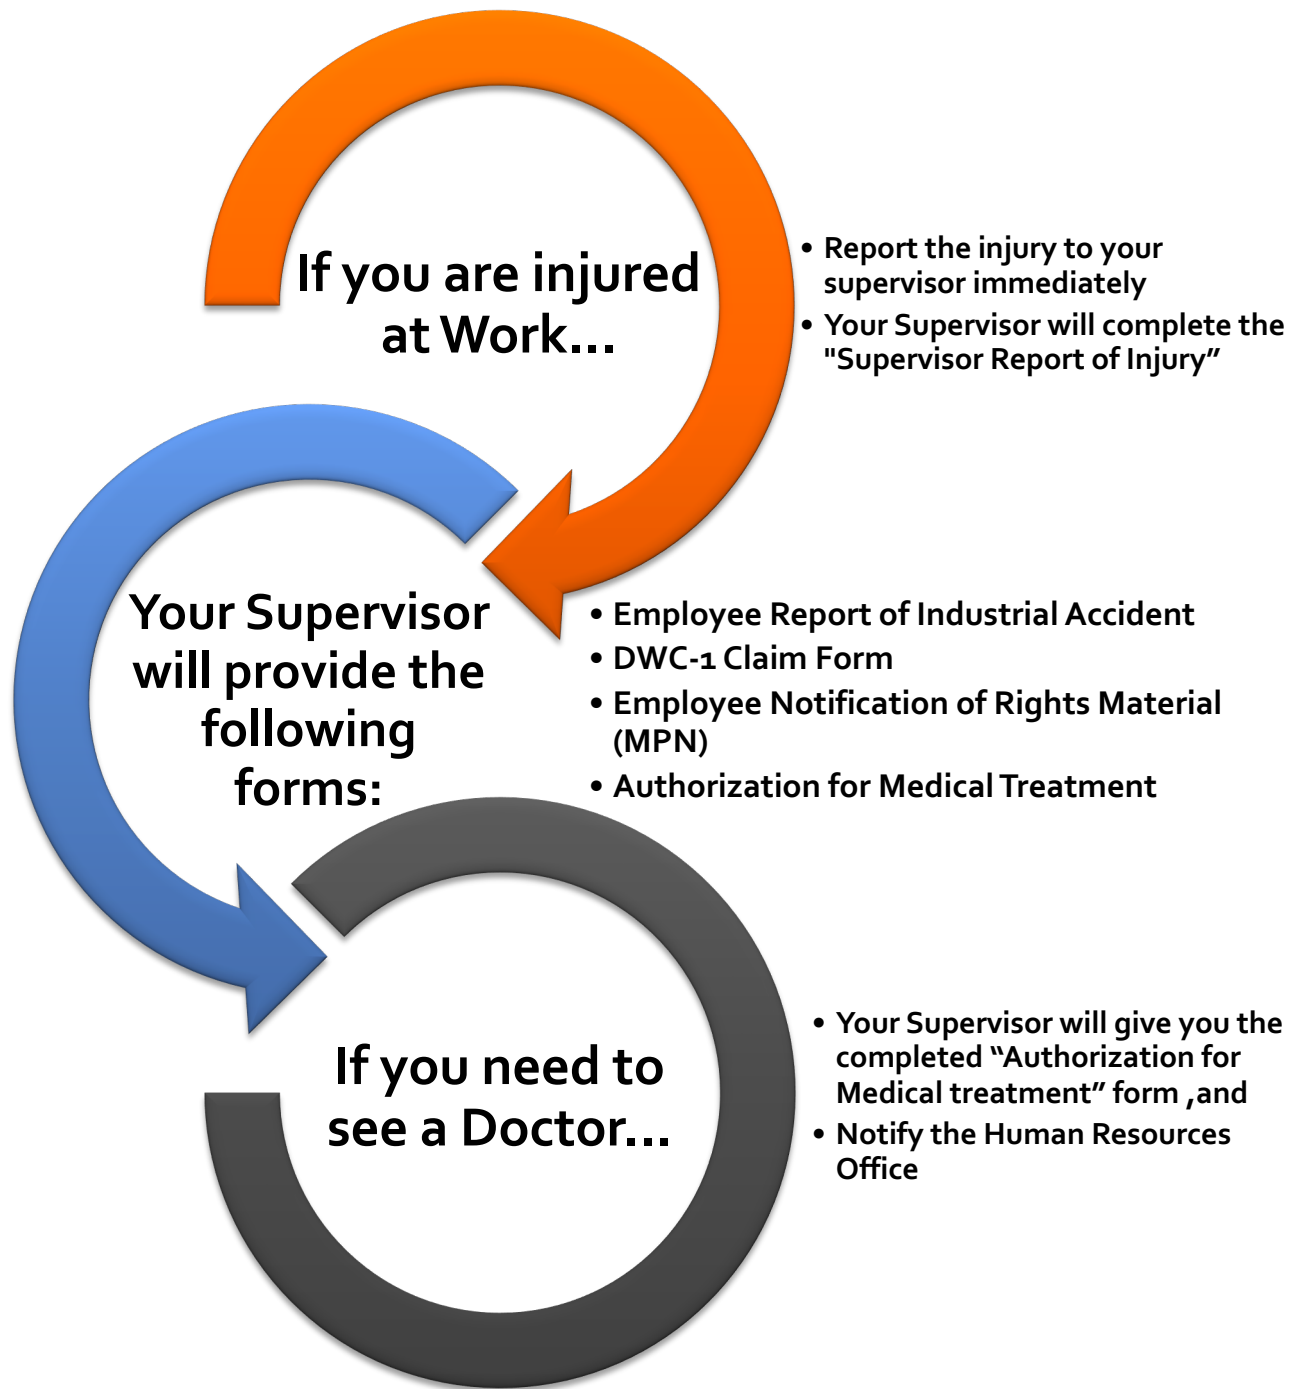 If you are injured
at Work...
• Report the injury to your
supervisor immediately
• Your Supervisor will complete the
"Supervisor Report of Injury”
Your Supervisor
will provide the
following
forms:
• Employee Report of Industrial Accident
• DWC-1 Claim Form
• Employee Notification of Rights Material
(MPN)
• Authorization for Medical Treatment
If you need to
see a Doctor...
• Your Supervisor will give you the
completed “Authorization for
Medical treatment” form ,and
• Notify the Human Resources
Office